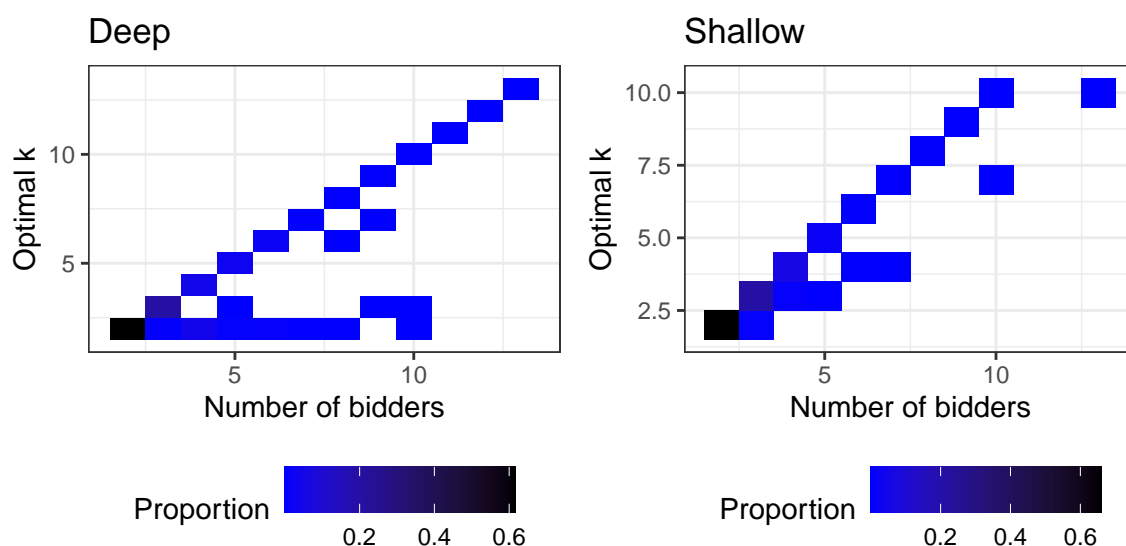 Deep
Optimal k
10
5
5 10
Number of bidders
Proportion
0.2 0.4 0.6
Shallow
Optimal k
10.0
7.5
5.0
2.5
5 10
Number of bidders
Proportion
0.2 0.4 0.6